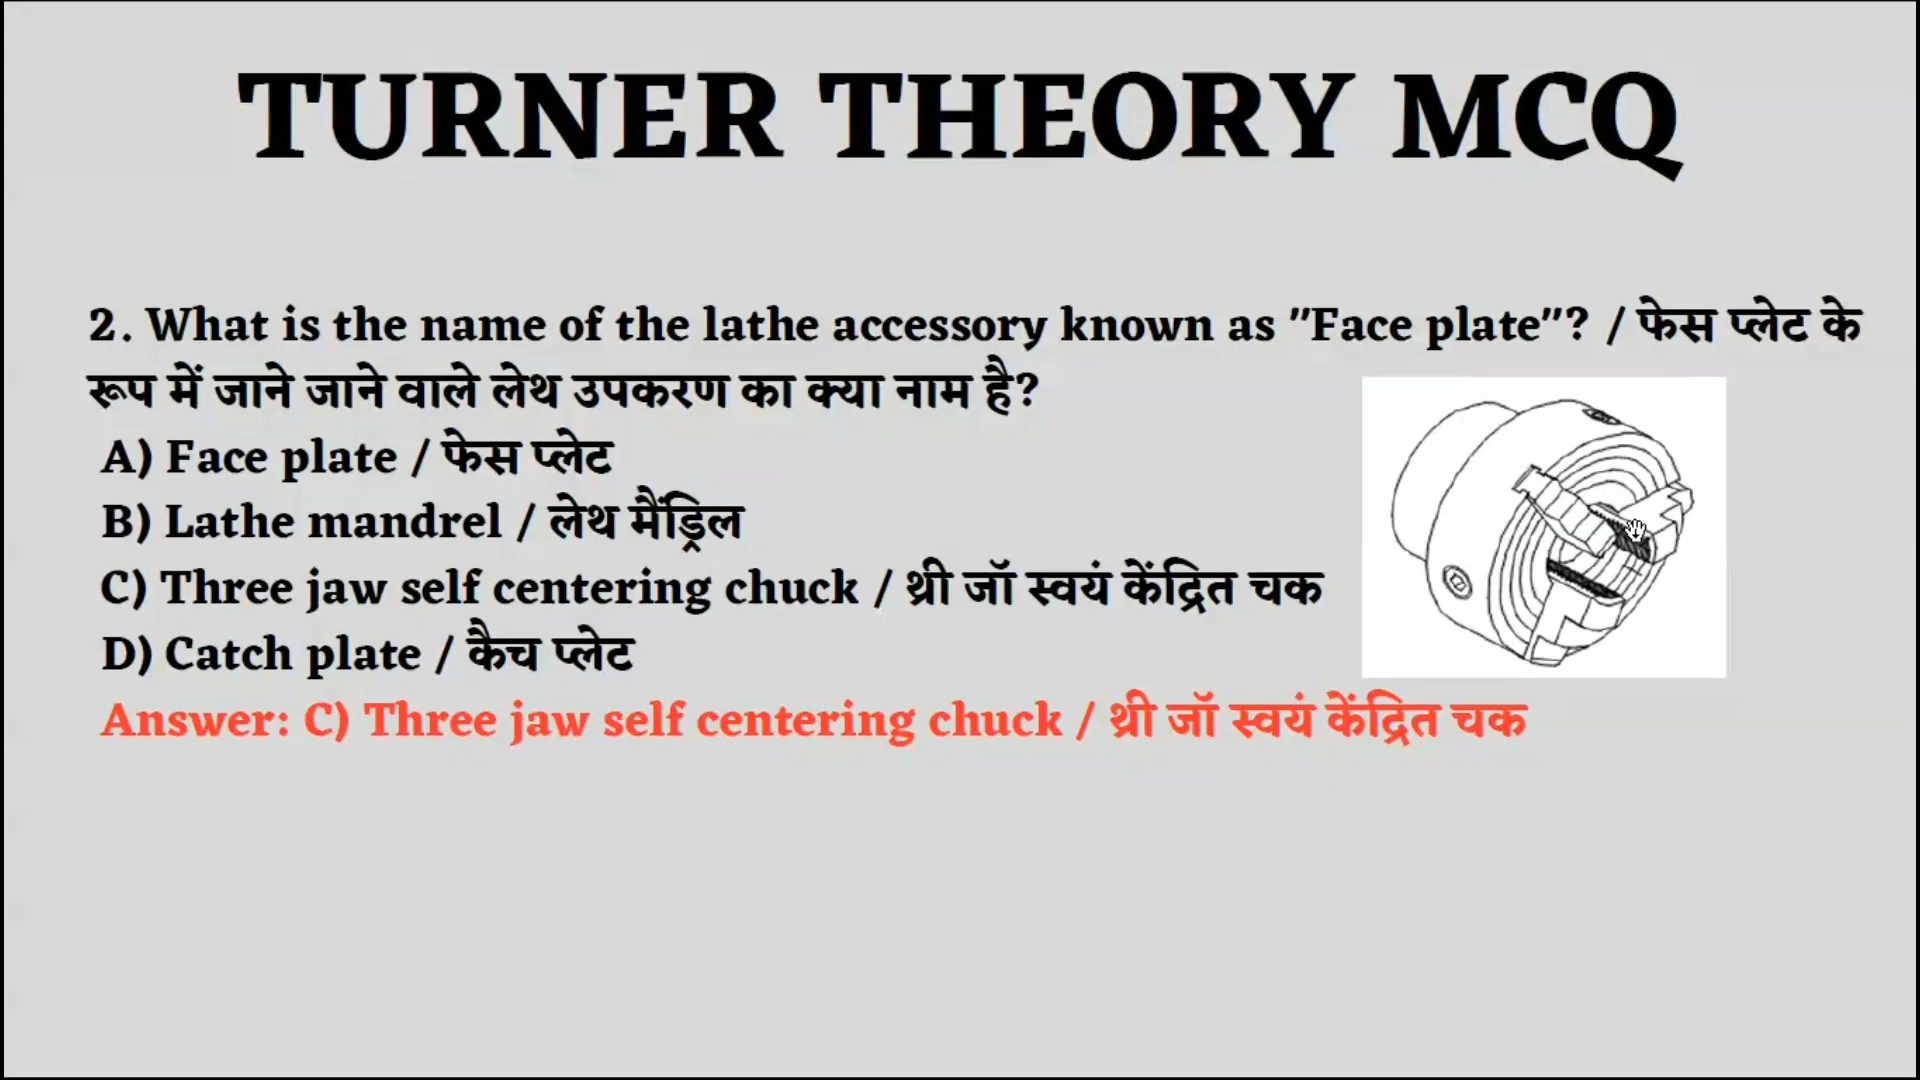 TURNER THEORY MCQ
2. What is the name of the lathe accessory known as "Face plate"? / फेस प्लेट के
रूप में जाने जाने वाले लेथ उपकरण का क्या नाम है?
A) Face plate / फेस प्लेट
B) Lathe mandrel / लेथ मैंड्रिल
C) Three jaw self centering chuck / थ्री जॉ स्वयं केंद्रित चक
D) Catch plate / कैच प्लेट
Answer: C) Three jaw self centering chuck / थ्री जॉ स्वयं केंद्रित चक